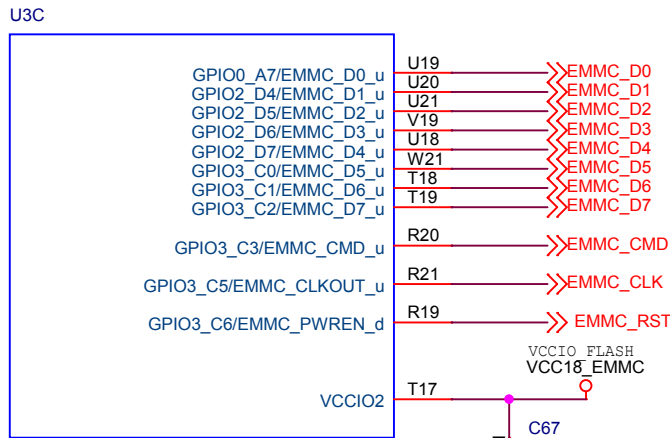 U3C
GPIO0_A7/EMMC_D0_u U19 EMMC_D0
GPIO2_D4/EMMC_D1_u U20 EMMC_D1
GPIO2_D5/EMMC_D2_u U21 EMMC_D2
GPIO2_D6/EMMC_D3_u V19 EMMC_D3
GPIO2_D7/EMMC_D4_u U18 EMMC_D4
GPIO3_C0/EMMC_D5_u W21 EMMC_D5
GPIO3_C1/EMMC_D6_u T18 EMMC_D6
GPIO3_C2/EMMC_D7_u T19 EMMC_D7
GPIO3_C3/EMMC_CMD_u R20 EMMC_CMD
GPIO3_C5/EMMC_CLKOUT_u R21 EMMC_CLK
GPIO3_C6/EMMC_PWREN_d R19 EMMC_RST
VCCIO_FLASH
VCC18_EMMC
VCCIO2 T17
C67